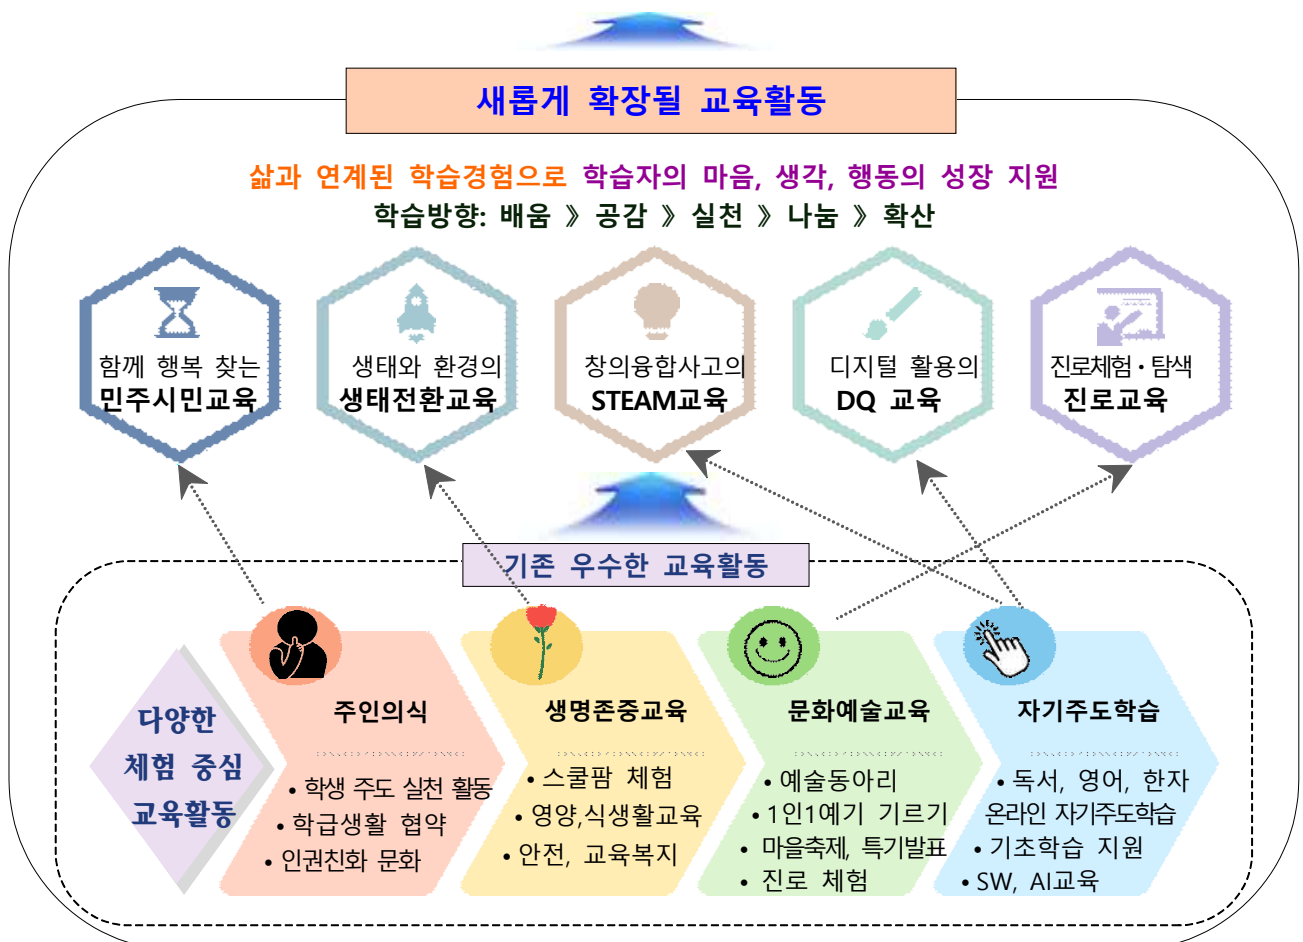 새롭게 확장될 교육활동
삶과 연계된 학습경험으로 학습자의 마음, 생각, 행동의 성장 지원
학습방향: 배움 》 공감 》 실천 》 나눔 》 확산
함께 행복 찾는
민주시민교육
생태와 환경의
생태전환교육
창의융합사고의
STEAM교육
디지털 활용의
DQ 교육
진로체험・탐색
진로교육
기존 우수한 교육활동
다양한
체험 중심
교육활동
주인의식
• 학생 주도 실천 활동
• 학급생활 협약
• 인권친화 문화
생명존중교육
• 스쿨팜 체험
• 영양,식생활교육
• 안전, 교육복지
문화예술교육
• 예술동아리
• 1인1예기 기르기
• 마을축제, 특기발표
• 진로 체험
자기주도학습
• 독서, 영어, 한자
온라인 자기주도학습
• 기초학습 지원
• SW, AI교육